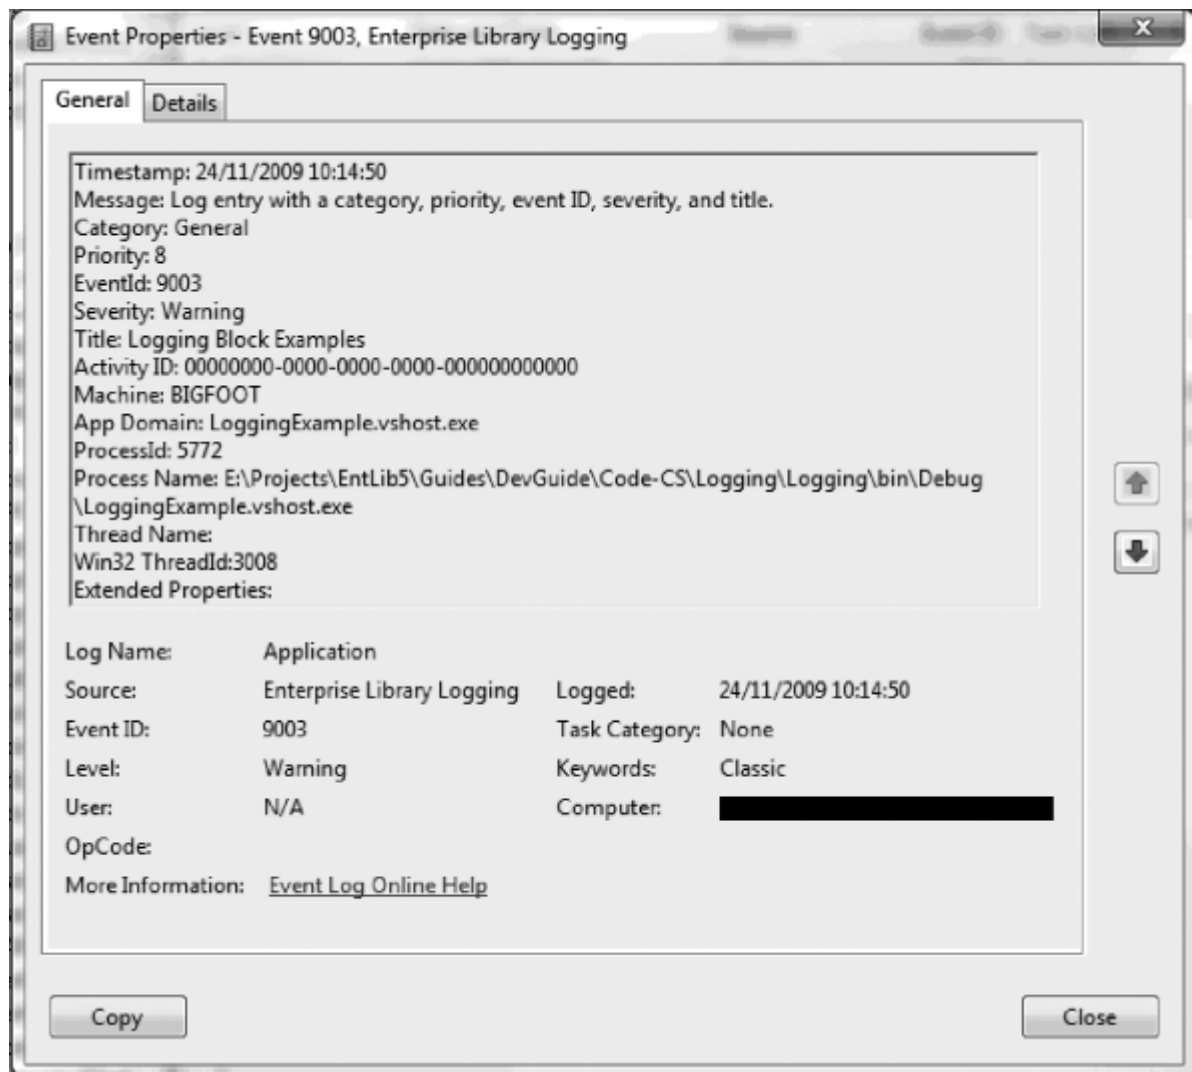 Event Properties - Event 9003, Enterprise Library Logging
General Details
Timestamp: 24/11/2009 10:14:50
Message: Log entry with a category, priority, event ID, severity, and title.
Category: General
Priority: 8
EventId: 9003
Severity: Warning
Title: Logging Block Examples
Activity ID: 00000000-0000-0000-0000-000000000000
Machine: BIGFOOT
App Domain: LoggingExample.vshost.exe
ProcessId: 5772
Process Name: E:\Projects\EntLib5\Guides\DevGuide\Code-CS\Logging\Logging\bin\Debug
\LoggingExample.vshost.exe
Thread Name:
Win32 ThreadId:3008
Extended Properties:
Log Name: Application
Source: Enterprise Library Logging Logged: 24/11/2009 10:14:50
Event ID: 9003 Task Category: None
Level: Warning Keywords: Classic
User: N/A Computer:
OpCode:
More Information: Event Log Online Help
Copy Close